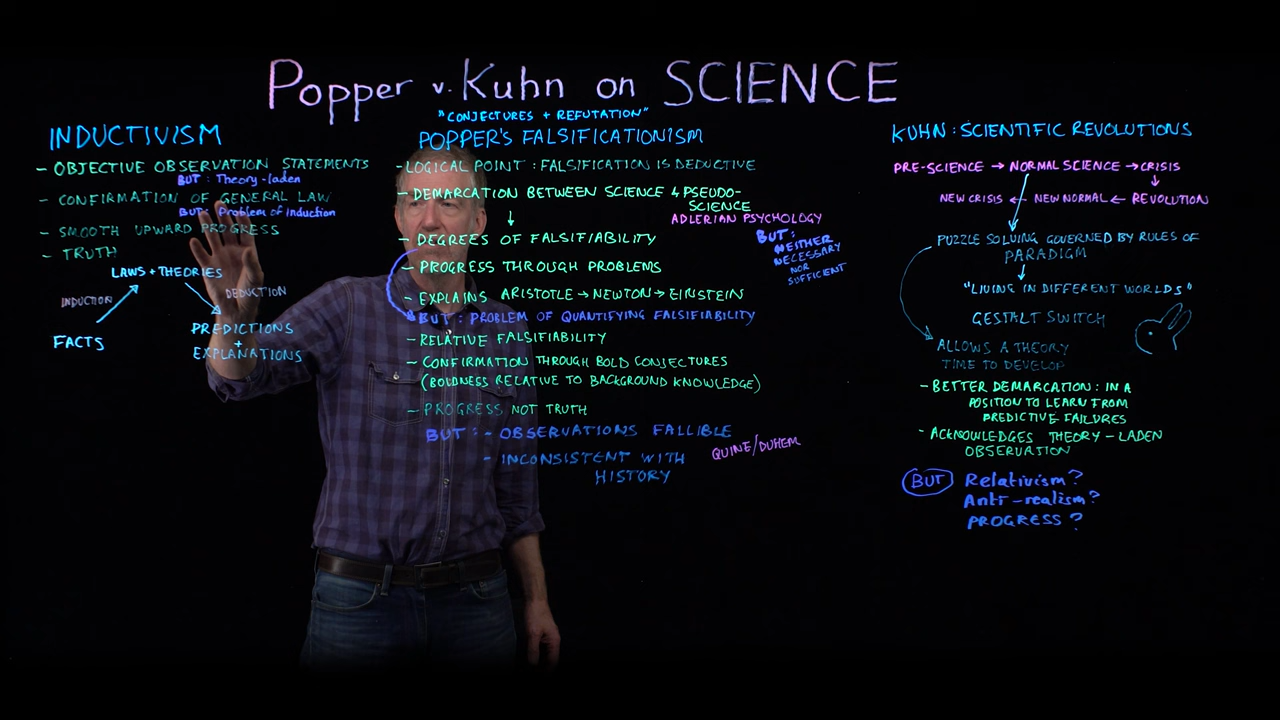 Popper v. Kuhn on SCIENCE
INDUCTIVISM
- OBJECTIVE OBSERVATION STATEMENTS
BUT: Theory-laden
- CONFIRMATION OF GENERAL LAW
BUT: Problem of Induction
- SMOOTH UPWARD PROGRESS
- TRUTH
LAWS + THEORIES
INDUCTION
DEDUCTION
FACTS
PREDICTIONS
+
EXPLANATIONS
"CONJECTURES + REFUTATION"
POPPER'S FALSIFICATIONISM
- LOGICAL POINT: FALSIFICATION IS DEDUCTIVE
- DEMARCATION BETWEEN SCIENCE & PSEUDO-
SCIENCE
ADLERIAN PSYCHOLOGY
BUT:
NEITHER
NECESSARY
NOR
SUFFICIENT
- DEGREES OF FALSIFIABILITY
- PROGRESS THROUGH PROBLEMS
- EXPLAINS ARISTOTLE → NEWTON → EINSTEIN
BUT: PROBLEM OF QUANTIFYING FALSIFIABILITY
- RELATIVE FALSIFIABILITY
- CONFIRMATION THROUGH BOLD CONJECTURES
(BOLDNESS RELATIVE TO BACKGROUND KNOWLEDGE)
- PROGRESS NOT TRUTH
BUT: - OBSERVATIONS FALLIBLE
QUINE/DUHEM
- INCONSISTENT WITH
HISTORY
KUHN: SCIENTIFIC REVOLUTIONS
PRE-SCIENCE → NORMAL SCIENCE → CRISIS
NEW CRISIS ← NEW NORMAL ← REVOLUTION
PUZZLE SOLVING GOVERNED BY RULES OF
PARADIGM
"LIVING IN DIFFERENT WORLDS"
GESTALT SWITCH
ALLOWS A THEORY
TIME TO DEVELOP
- BETTER DEMARCATION: IN A
POSITION TO LEARN FROM
PREDICTIVE FAILURES
- ACKNOWLEDGES THEORY-LADEN
OBSERVATION
BUT Relativism?
Anti-realism?
PROGRESS?